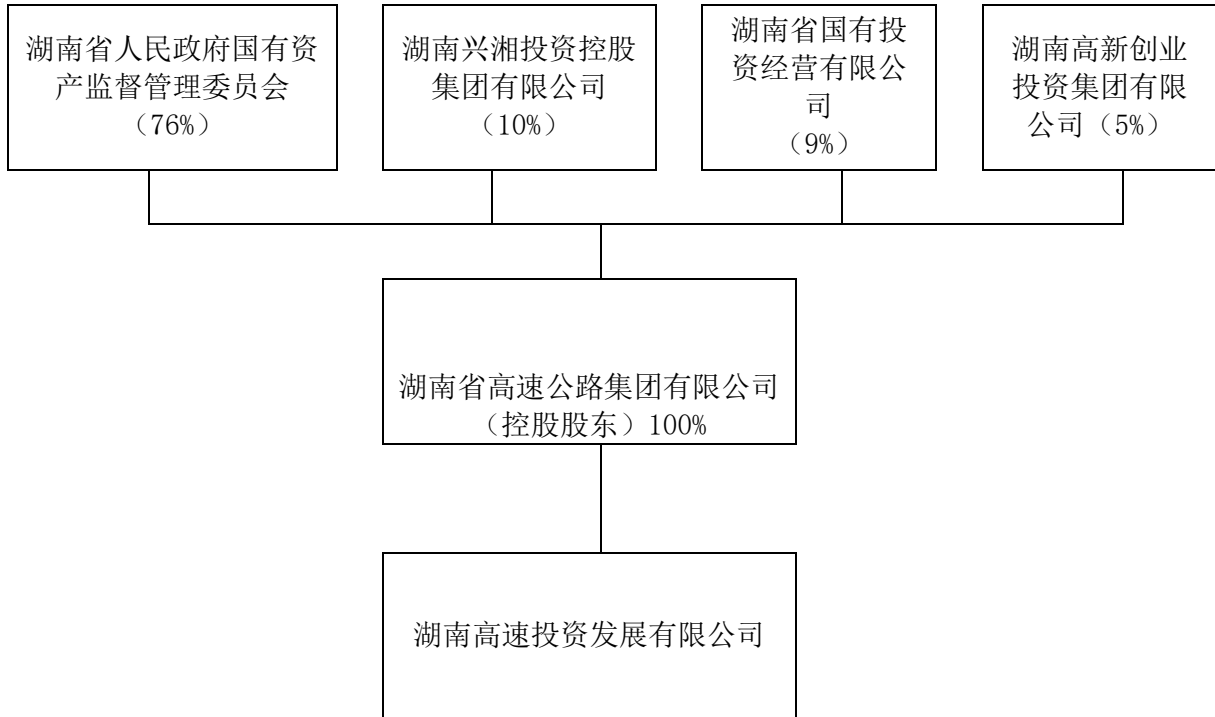 湖南省人民政府国有资
产监督管理委员会
（76%）
湖南兴湘投资控股
集团有限公司
（10%）
湖南省国有投
资经营有限公
司
（9%）
湖南高新创业
投资集团有限
公司（5%）
湖南省高速公路集团有限公司
（控股股东）100%
湖南高速投资发展有限公司